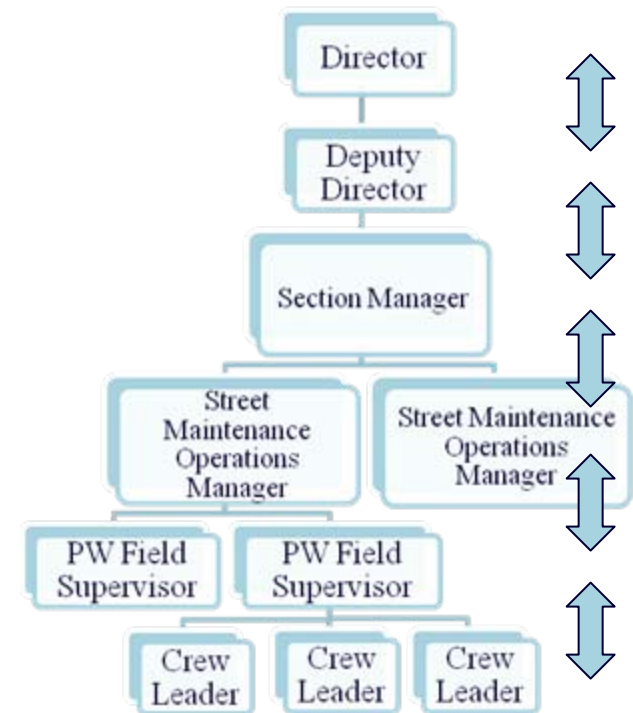 Director
Deputy
Director
Section Manager
Street
Maintenance
Operations
Manager
Street Maintenance
Operations
Manager
PW Field
Supervisor
PW Field
Supervisor
Crew
Leader
Crew
Leader
Crew
Leader